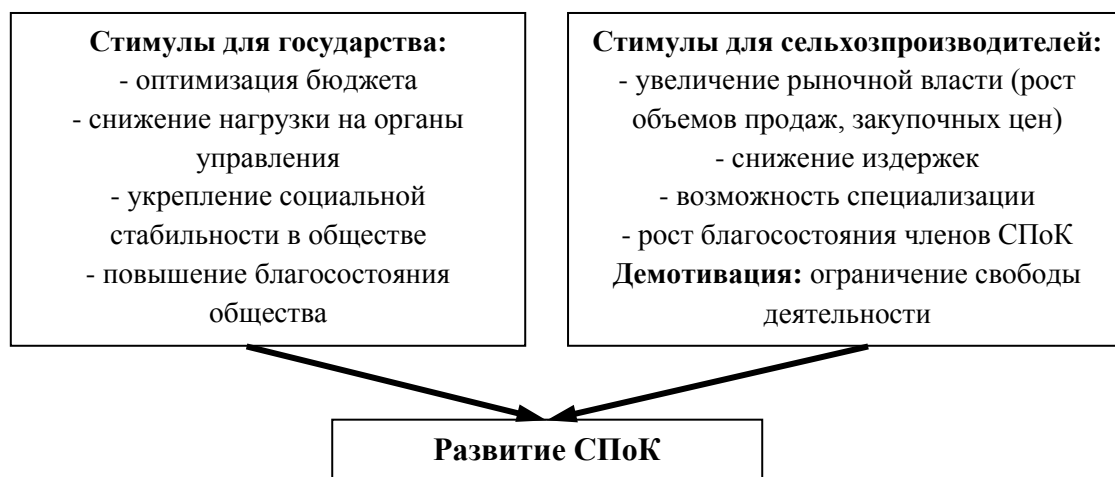 Стимулы для государства:
- оптимизация бюджета
- снижение нагрузки на органы
управления
- укрепление социальной
стабильности в обществе
- повышение благосостояния
общества
Стимулы для сельхозпроизводителей:
- увеличение рыночной власти (рост
объемов продаж, закупочных цен)
- снижение издержек
- возможность специализации
- рост благосостояния членов СПоК
Демотивация: ограничение свободы
деятельности
Развитие СПоК